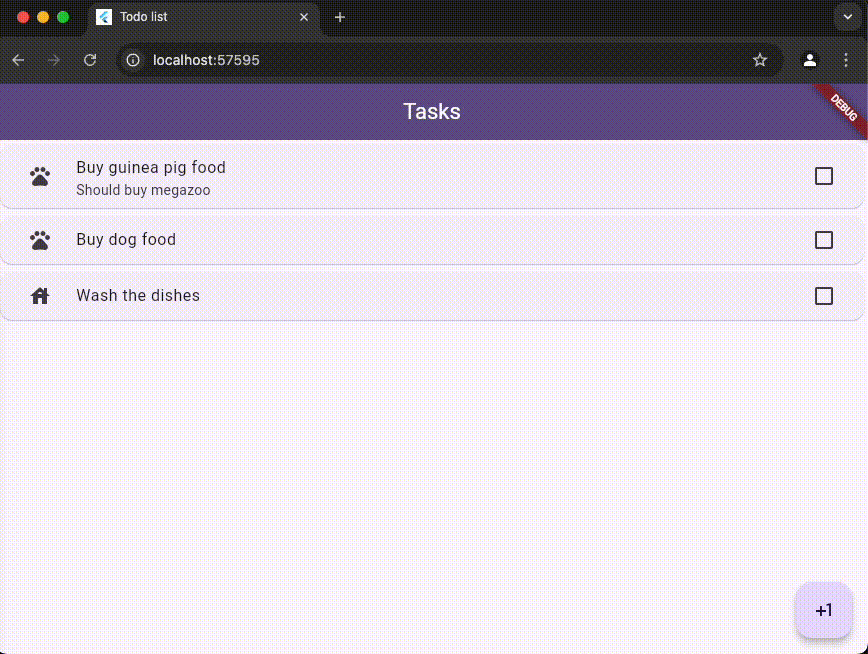 Todo list
localhost:57595
Tasks
DEBUG
Buy guinea pig food
Should buy megazoo
Buy dog food
Wash the dishes
+1